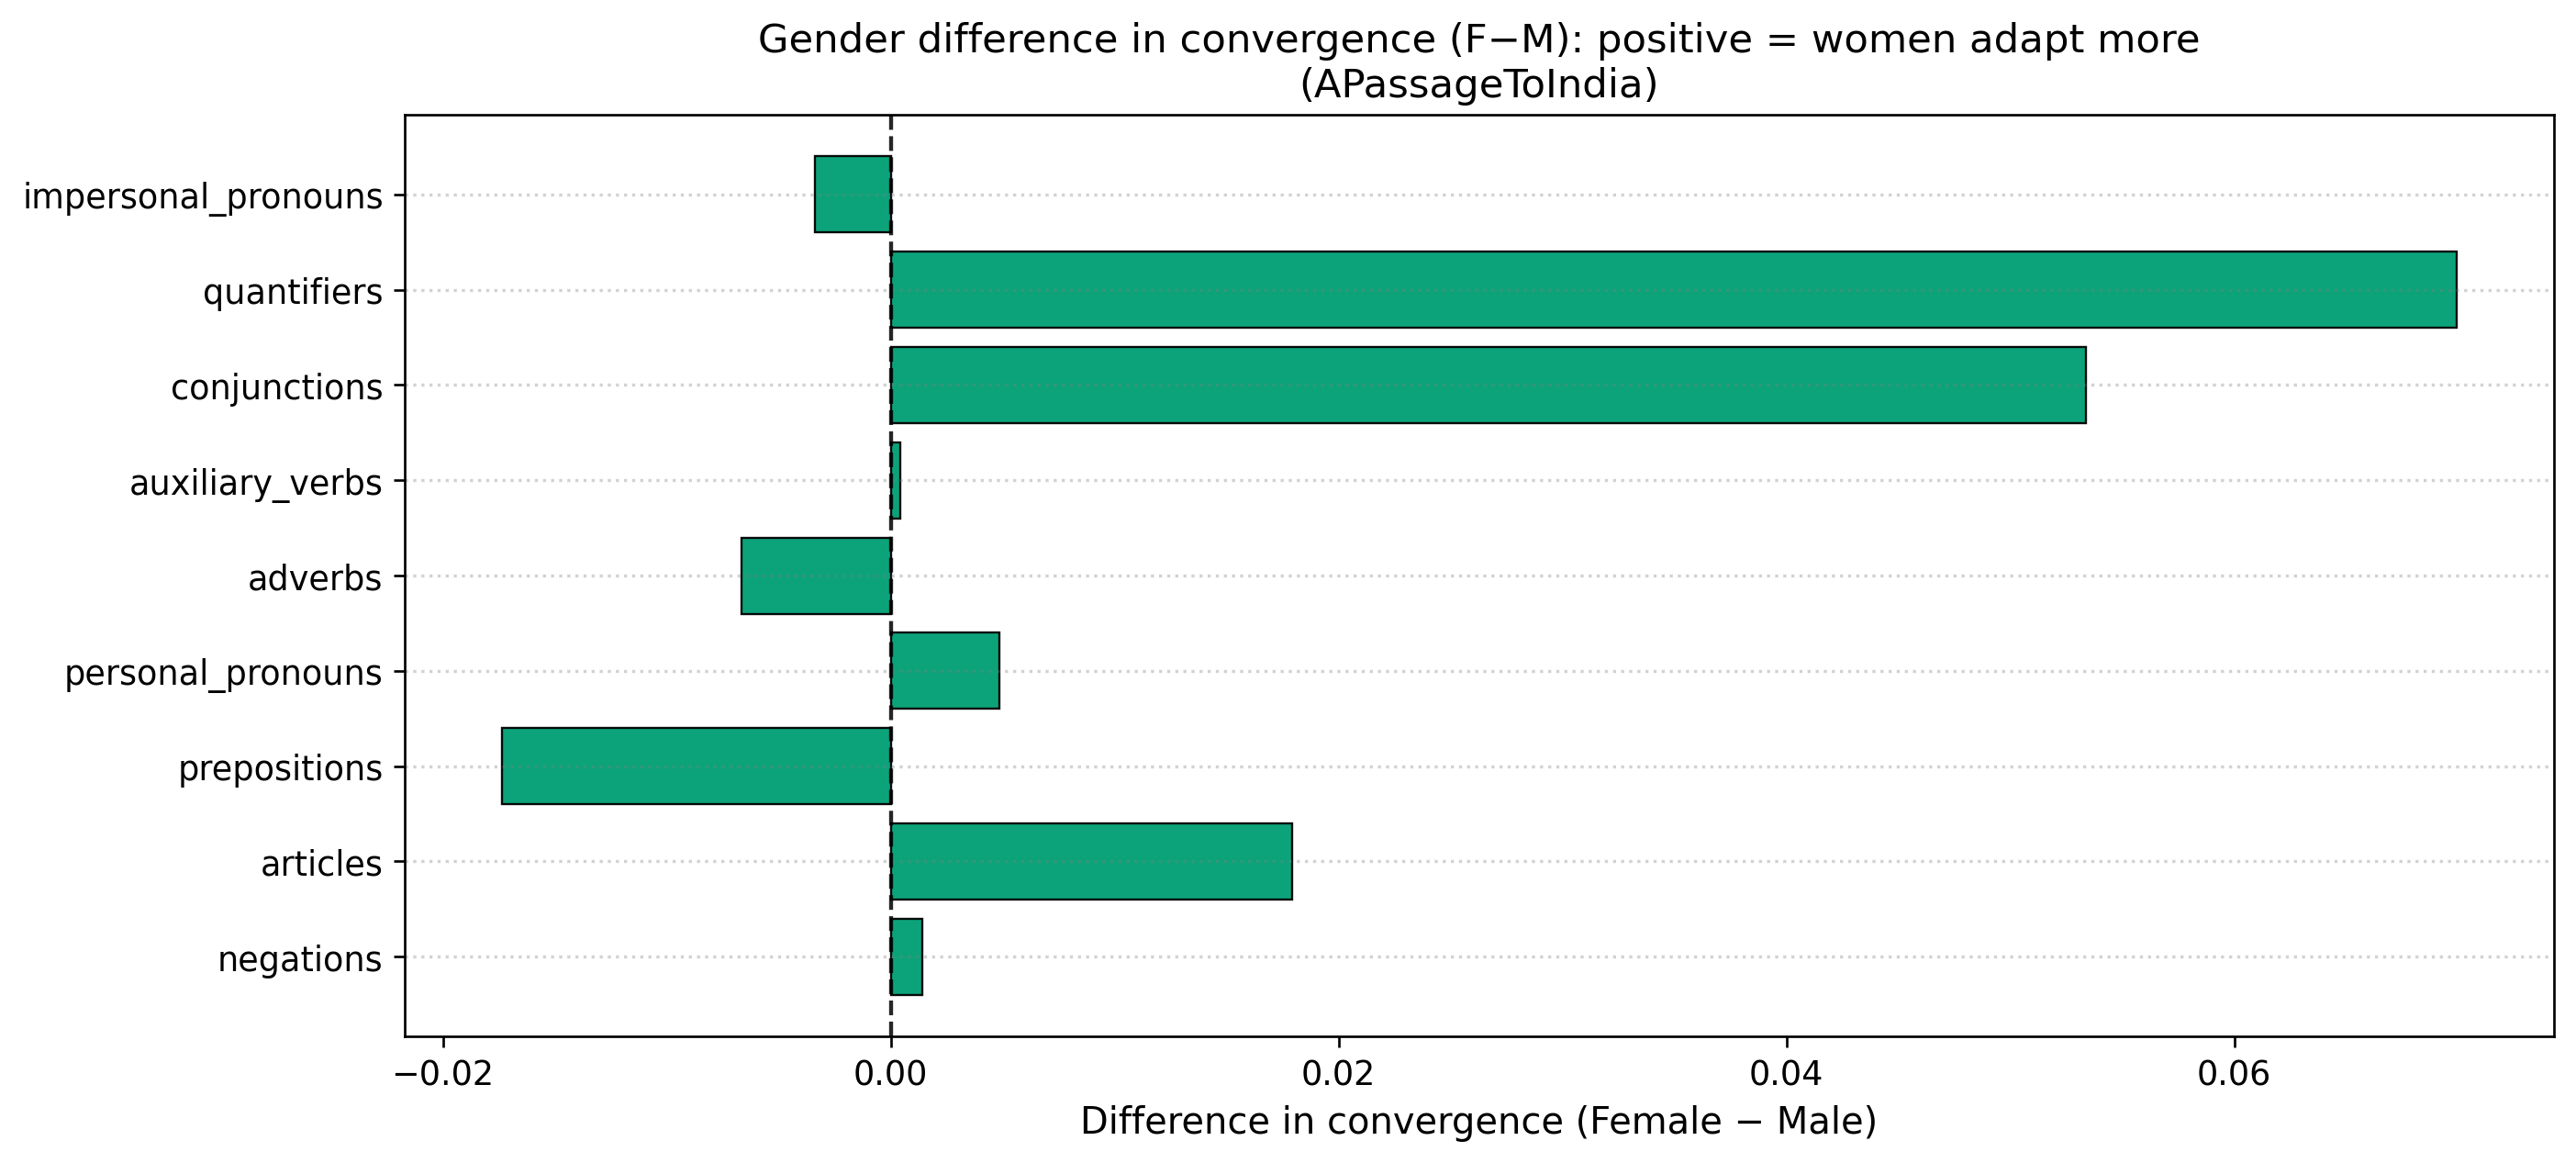 Gender difference in convergence (F−M): positive = women adapt more
(APassageToIndia)
impersonal_pronouns
quantifiers
conjunctions
auxiliary_verbs
adverbs
personal_pronouns
prepositions
articles
negations
−0.02 0.00 0.02 0.04 0.06
Difference in convergence (Female − Male)